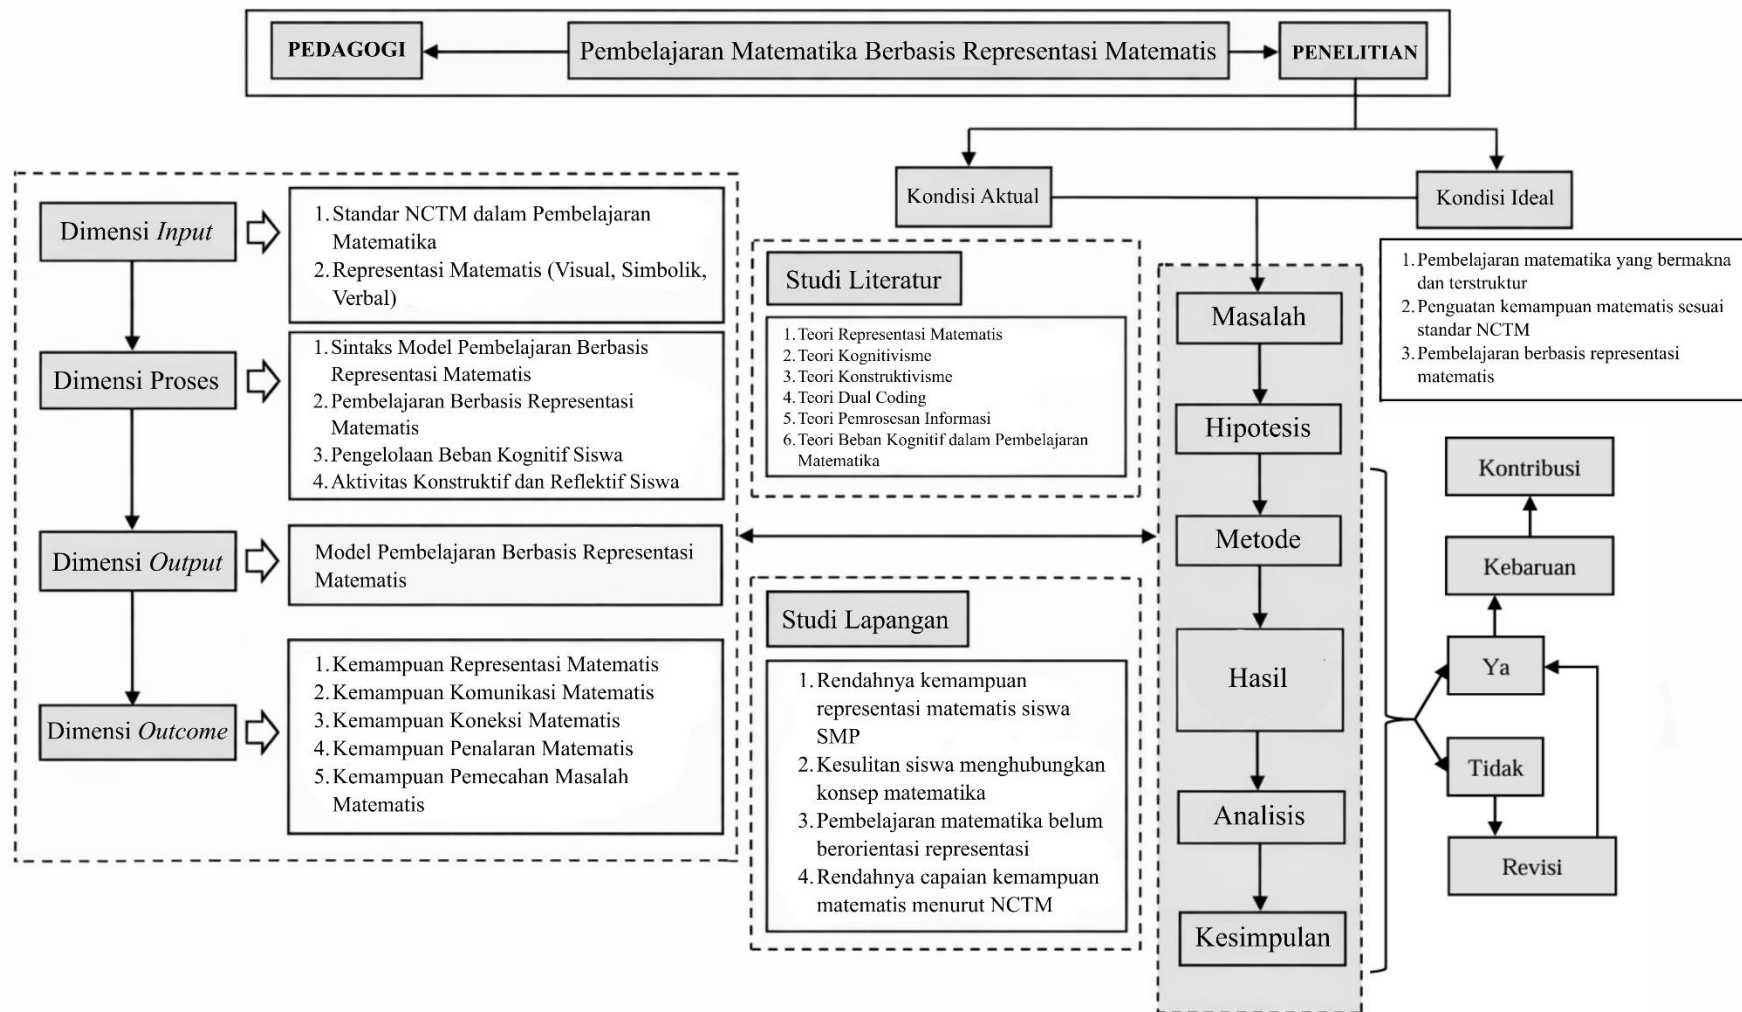 PEDAGOGI
Pembelajaran Matematika Berbasis Representasi Matematis
PENELITIAN
Kondisi Aktual
Kondisi Ideal
Dimensi Input
1. Standar NCTM dalam Pembelajaran
Matematika
2. Representasi Matematis (Visual, Simbolik,
Verbal)
Dimensi Proses
1. Sintaks Model Pembelajaran Berbasis
Representasi Matematis
2. Pembelajaran Berbasis Representasi
Matematis
3. Pengelolaan Beban Kognitif Siswa
4. Aktivitas Konstruktif dan Reflektif Siswa
Dimensi Output
Model Pembelajaran Berbasis Representasi
Matematis
Dimensi Outcome
1. Kemampuan Representasi Matematis
2. Kemampuan Komunikasi Matematis
3. Kemampuan Koneksi Matematis
4. Kemampuan Penalaran Matematis
5. Kemampuan Pemecahan Masalah
Matematis
Studi Literatur
1. Teori Representasi Matematis
2. Teori Kognitivisme
3. Teori Konstruktivisme
4. Teori Dual Coding
5. Teori Pemrosesan Informasi
6. Teori Beban Kognitif dalam Pembelajaran
Matematika
Studi Lapangan
1. Rendahnya kemampuan
representasi matematis siswa
SMP
2. Kesulitan siswa menghubungkan
konsep matematika
3. Pembelajaran matematika belum
berorientasi representasi
4. Rendahnya capaian kemampuan
matematis menurut NCTM
Masalah
Hipotesis
Metode
Hasil
Analisis
Kesimpulan
1. Pembelajaran matematika yang bermakna
dan terstruktur
2. Penguatan kemampuan matematis sesuai
standar NCTM
3. Pembelajaran berbasis representasi
matematis
Kontribusi
Kebaruan
Ya
Tidak
Revisi